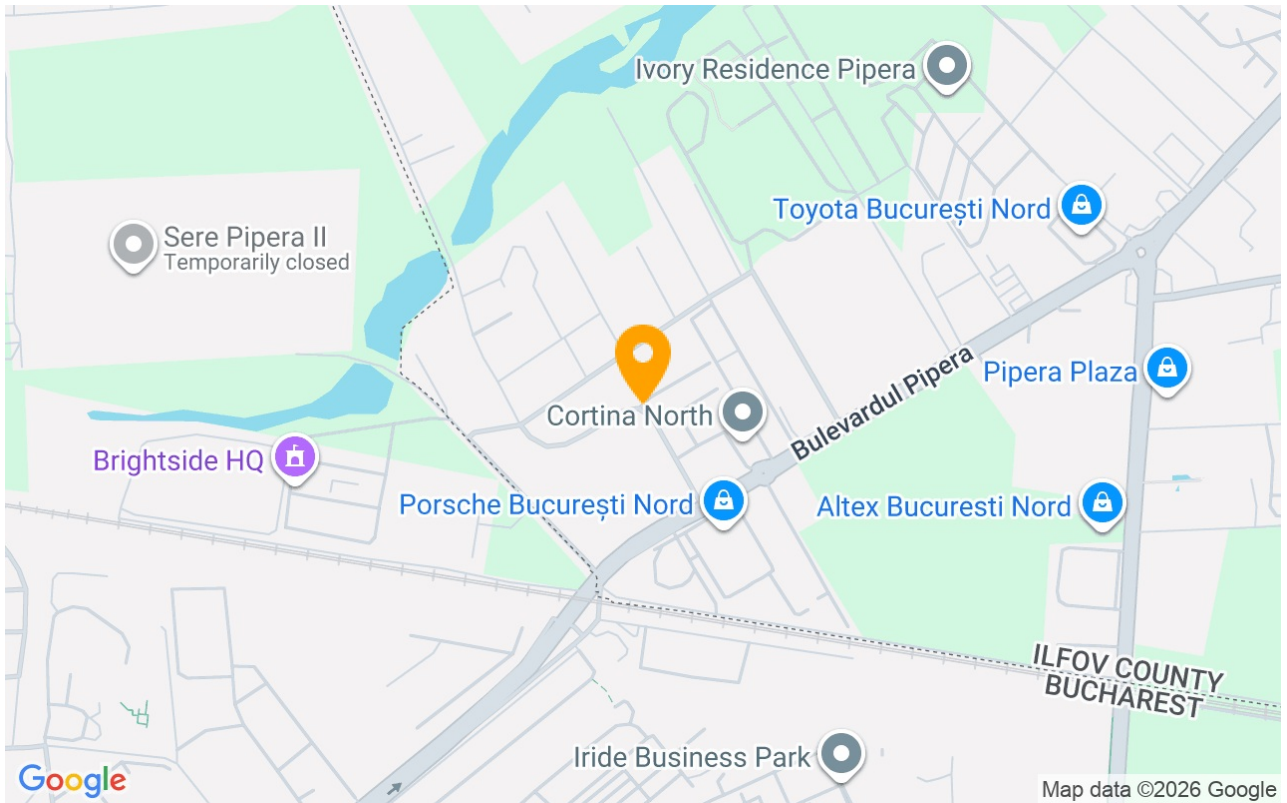 Ivory Residence Pipera
Toyota București Nord
Sere Pipera II
Temporarily closed
Bulevardul Pipera
Pipera Plaza
Cortina North
Brightside HQ
Porsche București Nord
Altex Bucuresti Nord
ILFOV COUNTY
BUCHAREST
Iride Business Park
Google
Map data ©2026 Google